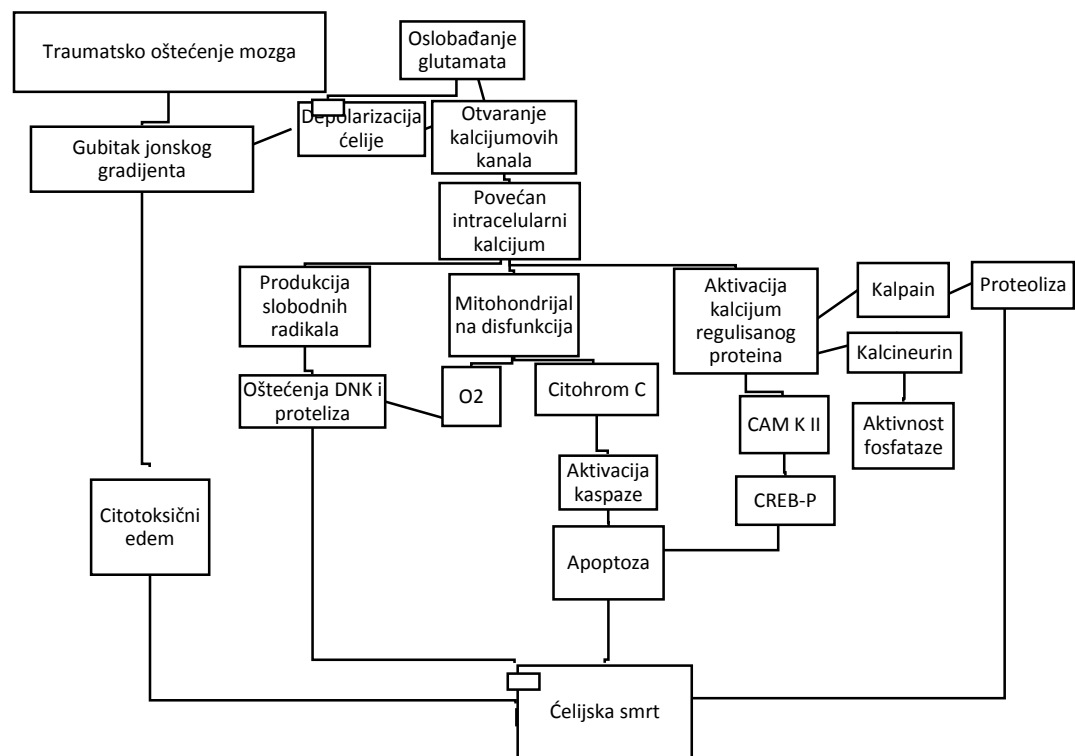 Traumatsko oštećenje mozga
Oslobađanje
glutamata
Depolarizacija
ćelije
Otvaranje
kalcijumovih
kanala
Gubitak jonskog
gradijenta
Povećan
intracelularni
kalcijum
Produkcija
slobodnih
radikala
Mitohondrijal
na disfunkcija
Aktivacija
kalcijum
regulisanog
proteina
Kalpain
Proteoliza
Kalcineurin
Oštećenja DNK i
proteliza
O2
Citohrom C
CAM K II
Aktivnost
fosfataze
Aktivacija
kaspaze
CREB-P
Citotoksični
edem
Apoptoza
Ćelijska smrt